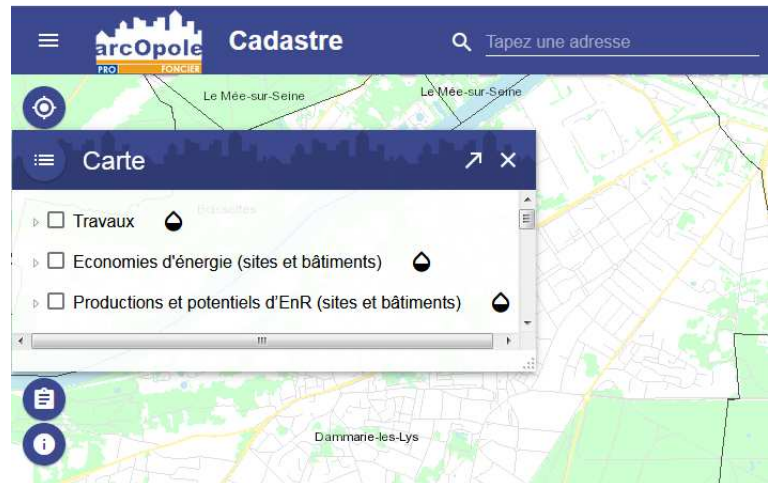 arcOpole
PRO FONCIER
Cadastre
Tapez une adresse
Le Mée-sur-Seine
Le Mée-sur-Seine
Carte
Travaux
Economies d'énergie (sites et bâtiments)
Productions et potentiels d'EnR (sites et bâtiments)
Dammarie-les-Lys